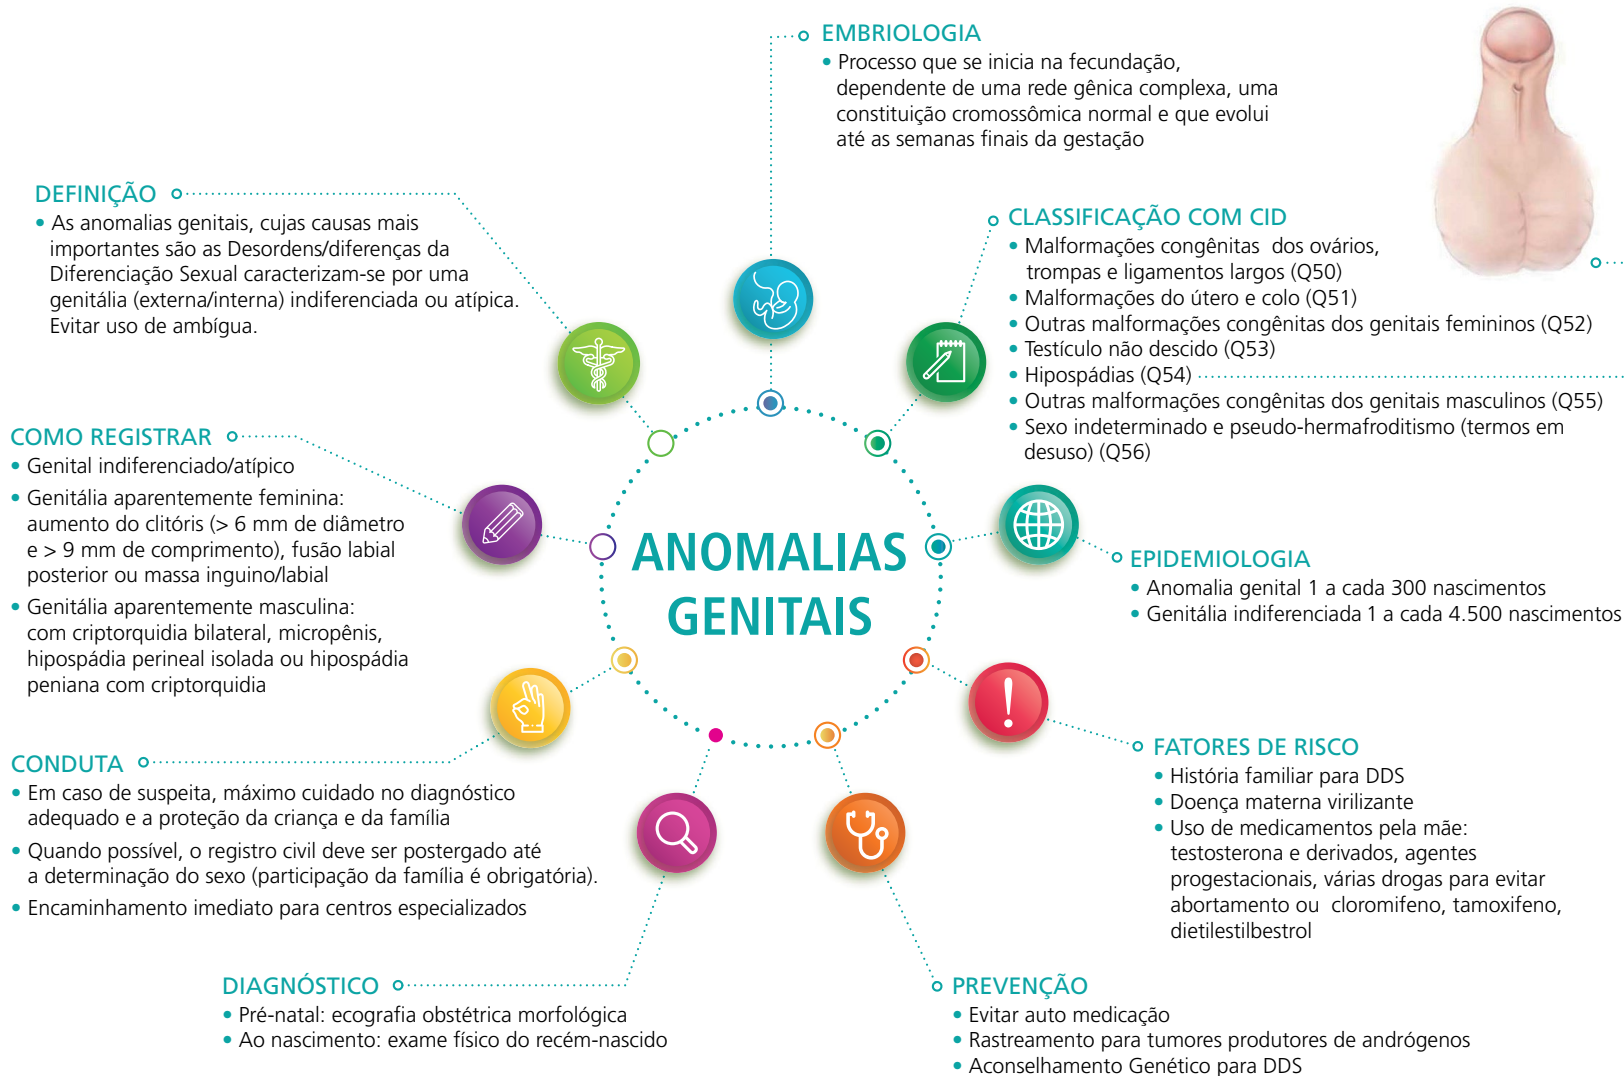 EMBRIOLOGIA
• Processo que se inicia na fecundação,
dependente de uma rede gênica complexa, uma
constituição cromossômica normal e que evolui
até as semanas finais da gestação
DEFINIÇÃO
• As anomalias genitais, cujas causas mais
importantes são as Desordens/diferenças da
Diferenciação Sexual caracterizam-se por uma
genitália (externa/interna) indiferenciada ou atípica.
Evitar uso de ambígua.
CLASSIFICAÇÃO COM CID
• Malformações congênitas dos ovários,
trompas e ligamentos largos (Q50)
• Malformações do útero e colo (Q51)
• Outras malformações congênitas dos genitais femininos (Q52)
• Testículo não descido (Q53)
• Hipospádias (Q54)
• Outras malformações congênitas dos genitais masculinos (Q55)
• Sexo indeterminado e pseudo-hermafroditismo (termos em
desuso) (Q56)
COMO REGISTRAR
• Genital indiferenciado/atípico
• Genitália aparentemente feminina:
aumento do clitóris (> 6 mm de diâmetro
e > 9 mm de comprimento), fusão labial
posterior ou massa inguino/labial
• Genitália aparentemente masculina:
com criptorquidia bilateral, micropênis,
hipospádia perineal isolada ou hipospádia
peniana com criptorquidia
ANOMALIAS
GENITAIS
EPIDEMIOLOGIA
• Anomalia genital 1 a cada 300 nascimentos
• Genitália indiferenciada 1 a cada 4.500 nascimentos
CONDUTA
• Em caso de suspeita, máximo cuidado no diagnóstico
adequado e a proteção da criança e da família
• Quando possível, o registro civil deve ser postergado até
a determinação do sexo (participação da família é obrigatória).
• Encaminhamento imediato para centros especializados
FATORES DE RISCO
• História familiar para DDS
• Doença materna virilizante
• Uso de medicamentos pela mãe:
testosterona e derivados, agentes
progestacionais, várias drogas para evitar
abortamento ou cloromifeno, tamoxifeno,
dietilestilbestrol
DIAGNÓSTICO
• Pré-natal: ecografia obstétrica morfológica
• Ao nascimento: exame físico do recém-nascido
PREVENÇÃO
• Evitar auto medicação
• Rastreamento para tumores produtores de andrógenos
• Aconselhamento Genético para DDS